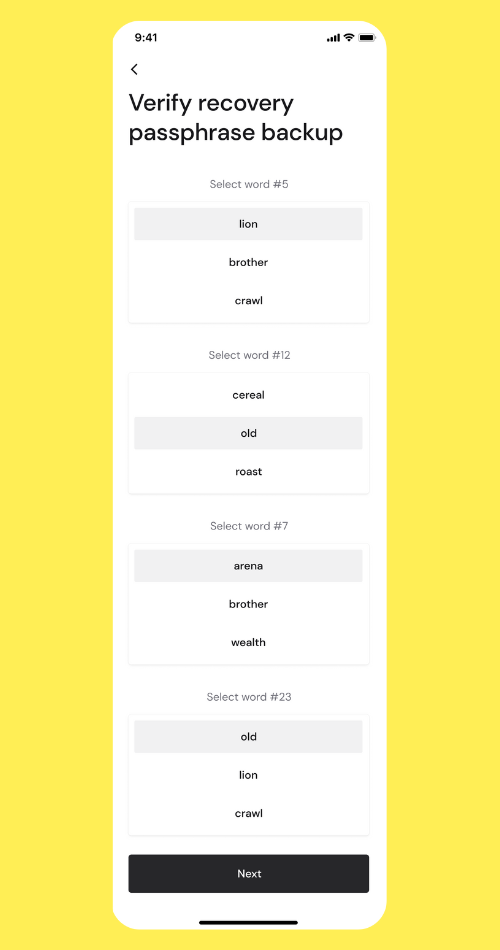 9:41
Verify recovery
passphrase backup
Select word #5
lion
brother
crawl
Select word #12
cereal
old
roast
Select word #7
arena
brother
wealth
Select word #23
old
lion
crawl
Next